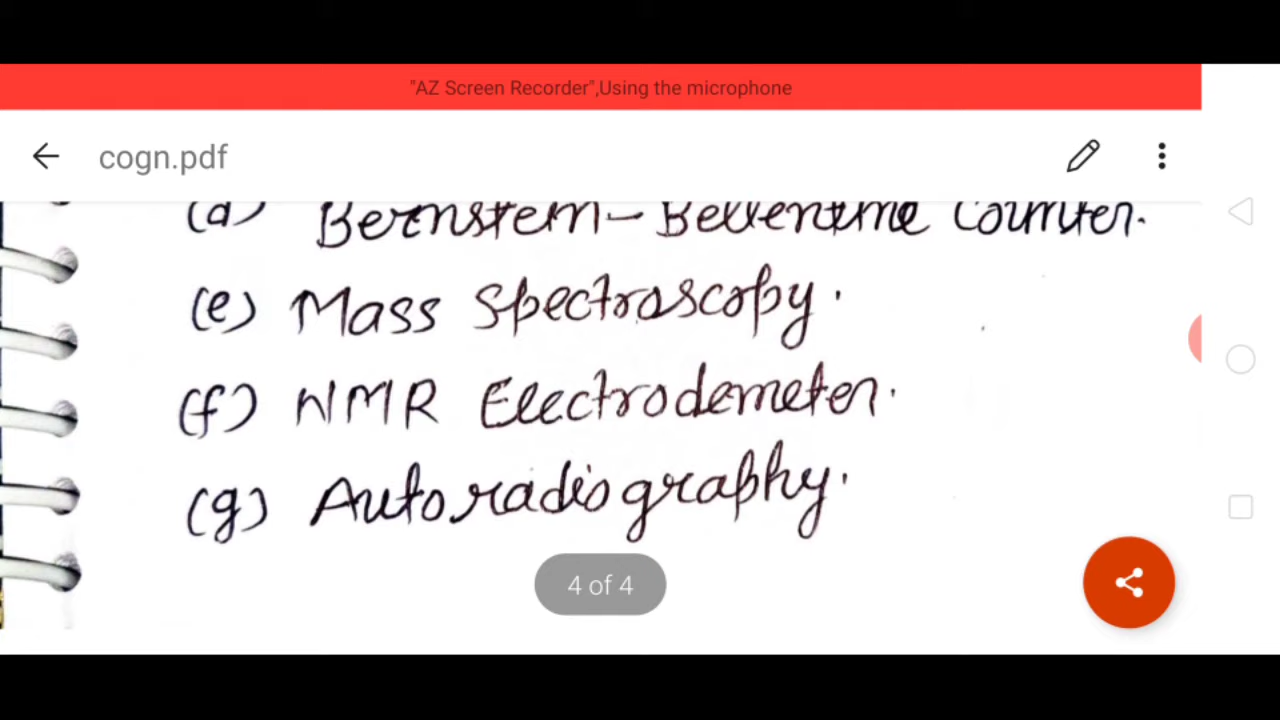 "AZ Screen Recorder",Using the microphone
cogn.pdf
(d) Bernstein-Bellentine Counter.
(e) Mass Spectroscopy.
(f) NMR Electrodemeter.
(g) Autoradiography.
4 of 4